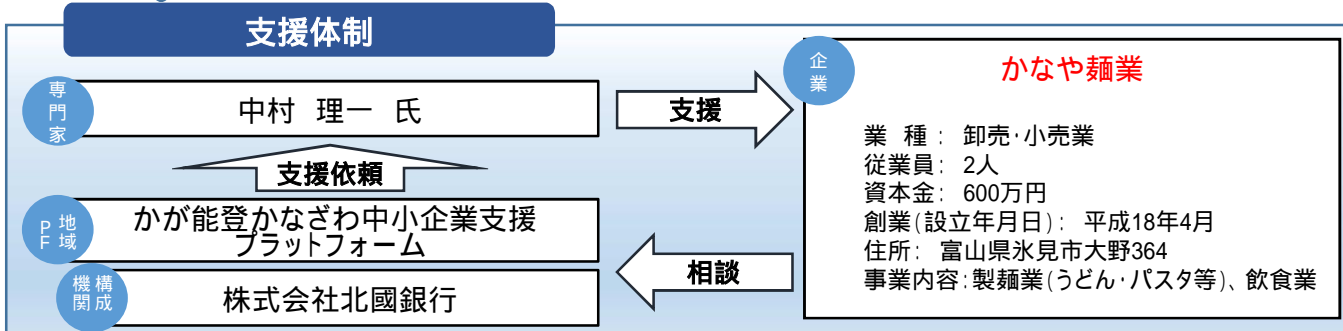 支援体制
専門家
中村 理一 氏
支援
支援依頼
地域PF
かが能登かなざわ中小企業支援
プラットフォーム
構成機関
株式会社北國銀行
相談
企業
かなや麺業
業 種： 卸売・小売業
従業員： 2人
資本金： 600万円
創業(設立年月日)： 平成18年4月
住所： 富山県氷見市大野364
事業内容：製麺業(うどん・パスタ等)、飲食業